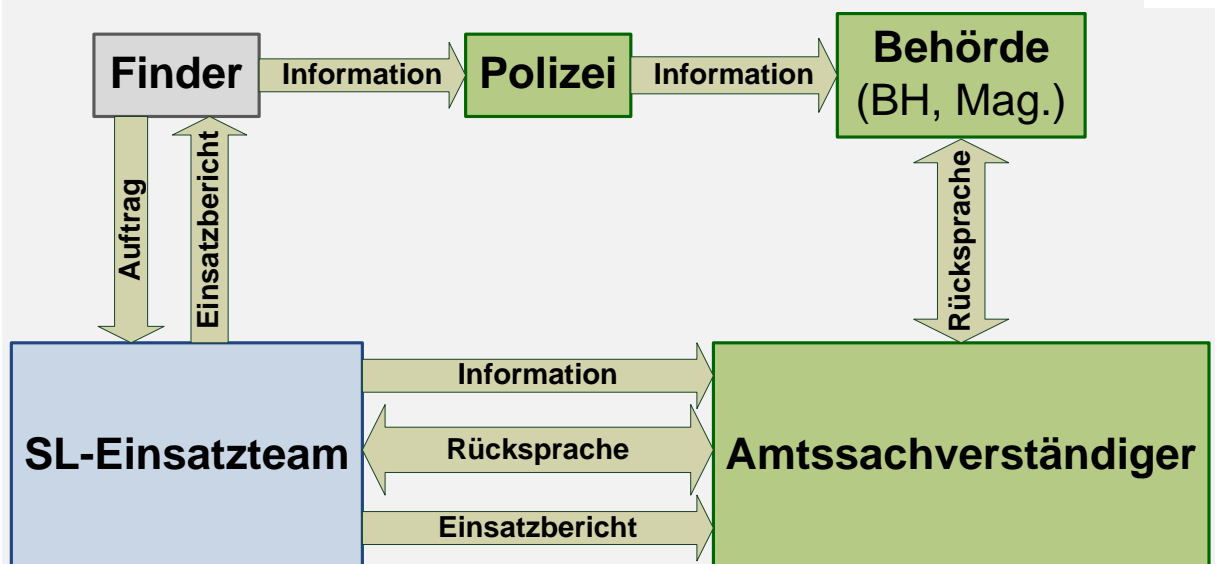 Finder
Information
Polizei
Information
Behörde
(BH, Mag.)
Auftrag
Einsatzbericht
Rücksprache
SL-Einsatzteam
Information
Rücksprache
Einsatzbericht
Amtssachverständiger